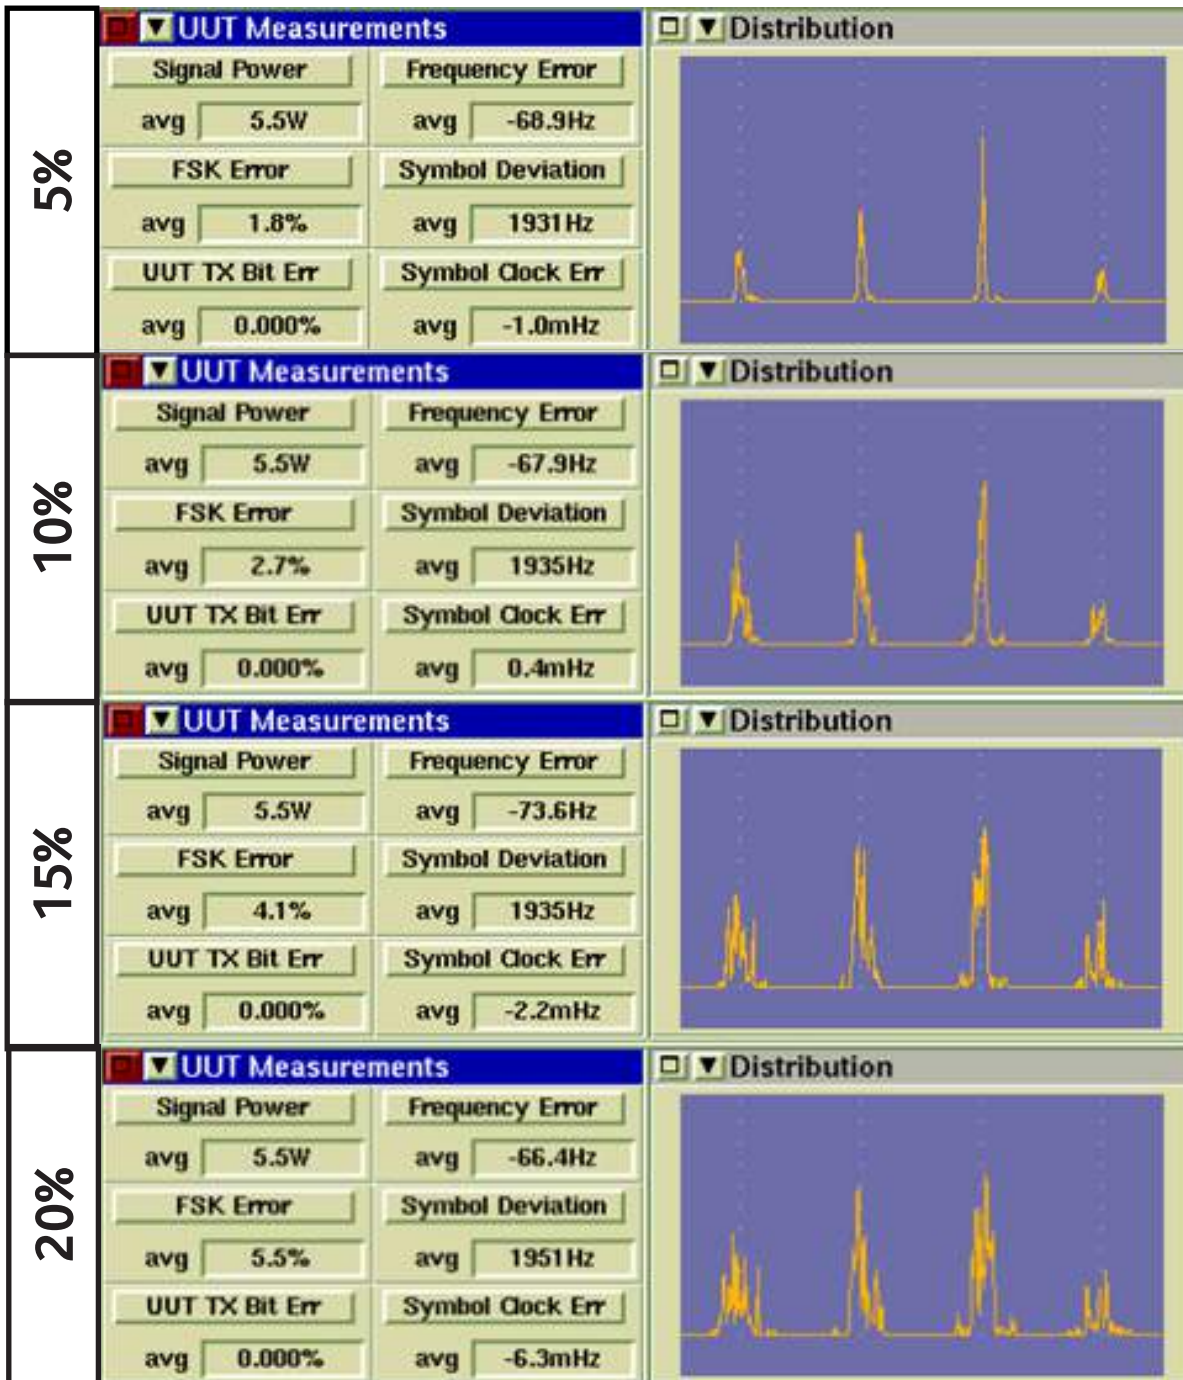 5%
UUT Measurements
Distribution
Signal Power Frequency Error
avg 5.5W avg -68.9Hz
FSK Error Symbol Deviation
avg 1.8% avg 1931Hz
UUT TX Bit Err Symbol Clock Err
avg 0.000% avg -1.0mHz
10%
UUT Measurements
Distribution
Signal Power Frequency Error
avg 5.5W avg -67.9Hz
FSK Error Symbol Deviation
avg 2.7% avg 1935Hz
UUT TX Bit Err Symbol Clock Err
avg 0.000% avg 0.4mHz
15%
UUT Measurements
Distribution
Signal Power Frequency Error
avg 5.5W avg -73.6Hz
FSK Error Symbol Deviation
avg 4.1% avg 1935Hz
UUT TX Bit Err Symbol Clock Err
avg 0.000% avg -2.2mHz
20%
UUT Measurements
Distribution
Signal Power Frequency Error
avg 5.5W avg -66.4Hz
FSK Error Symbol Deviation
avg 5.5% avg 1951Hz
UUT TX Bit Err Symbol Clock Err
avg 0.000% avg -6.3mHz